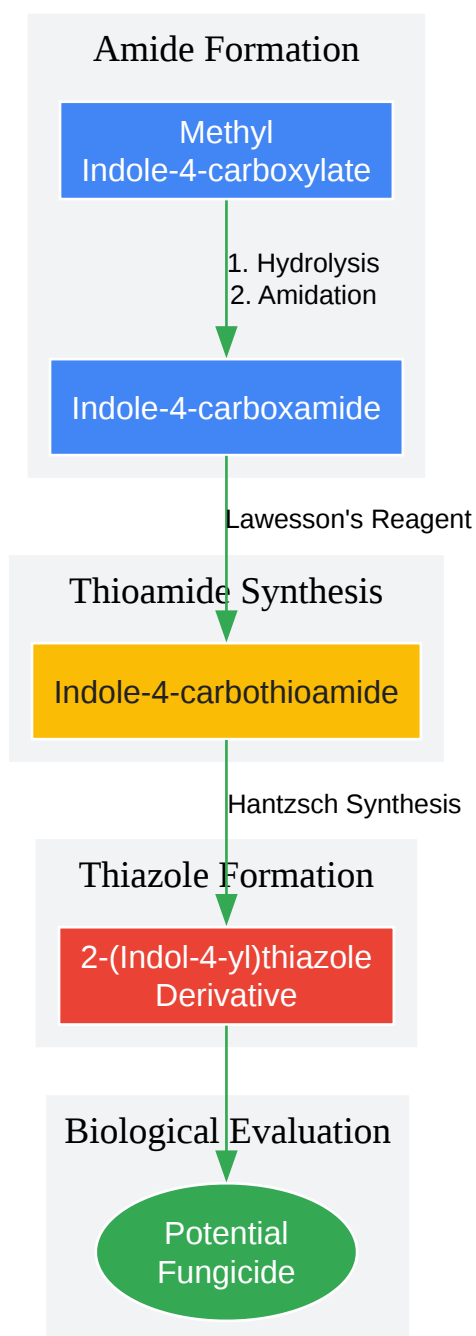 Amide Formation
Methyl
Indole-4-carboxylate
1. Hydrolysis
2. Amidation
Indole-4-carboxamide
Lawesson's Reagent
Thioamide Synthesis
Indole-4-carbothioamide
Hantzsch Synthesis
Thiazole Formation
2-(Indol-4-yl)thiazole
Derivative
Biological Evaluation
Potential
Fungicide